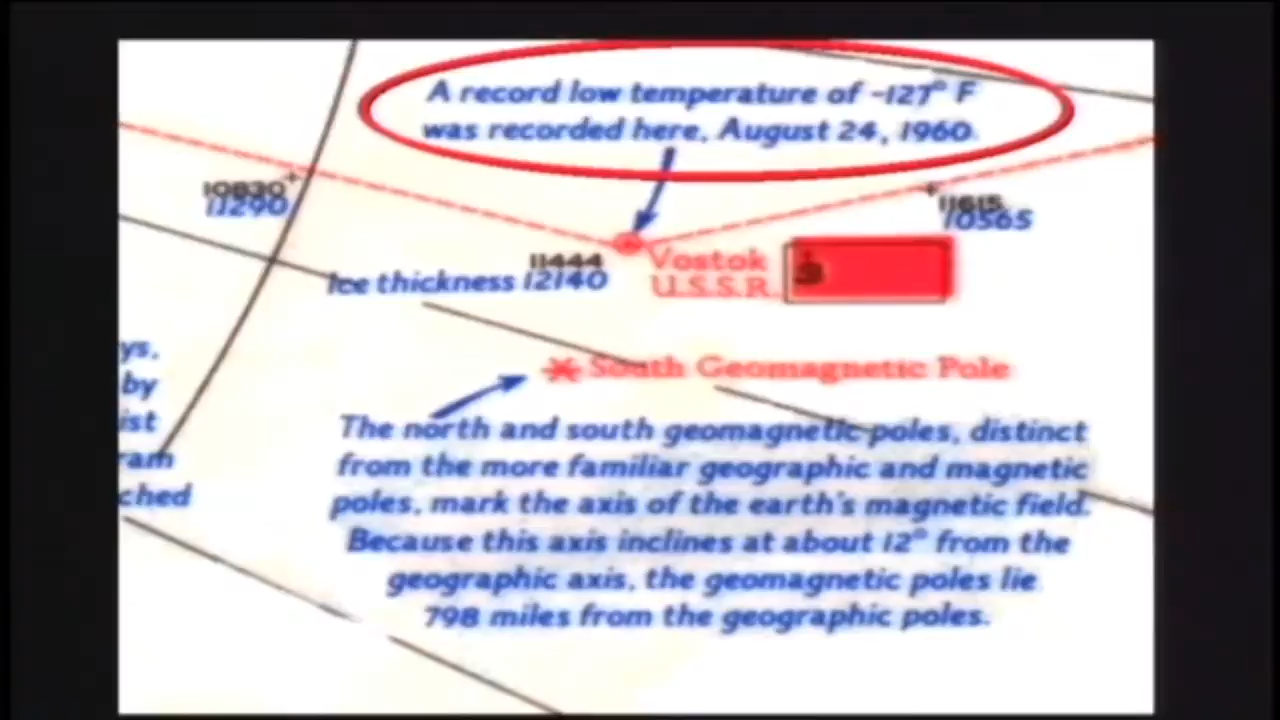 A record low temperature of -127° F
was recorded here, August 24, 1960.
10830
11290
11615
10565
11444
Ice thickness 12140
Vostok
U.S.S.R.
South Geomagnetic Pole
ys,
by
ist
ram
ched
The north and south geomagnetic poles, distinct
from the more familiar geographic and magnetic
poles, mark the axis of the earth's magnetic field.
Because this axis inclines at about 12° from the
geographic axis, the geomagnetic poles lie
798 miles from the geographic poles.